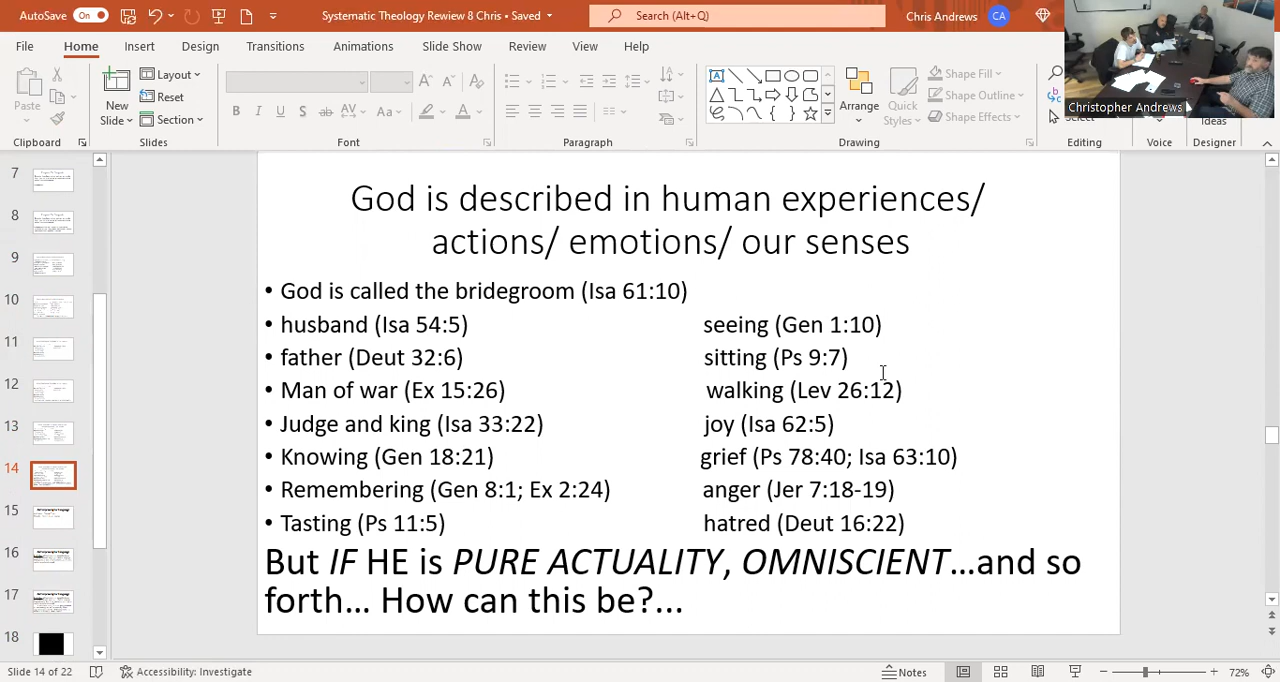 AutoSave On Systematic Theology Rewiew 8 Chris • Saved Search (Alt+Q) Chris Andrews CA
File Home Insert Design Transitions Animations Slide Show Review View Help
Christopher Andrews
Paste New Slide Layout Reset Section
B I U S ab AV Aa A
Arrange Quick Styles Shape Fill Shape Outline Shape Effects
Select Ideas
Clipboard Slides Font Paragraph Drawing Editing Voice Designer
7
8
9
10
11
12
13
14
15
16
17
18
God is described in human experiences/
actions/ emotions/ our senses
• God is called the bridegroom (Isa 61:10)
• husband (Isa 54:5) seeing (Gen 1:10)
• father (Deut 32:6) sitting (Ps 9:7)
• Man of war (Ex 15:26) walking (Lev 26:12)
• Judge and king (Isa 33:22) joy (Isa 62:5)
• Knowing (Gen 18:21) grief (Ps 78:40; Isa 63:10)
• Remembering (Gen 8:1; Ex 2:24) anger (Jer 7:18-19)
• Tasting (Ps 11:5) hatred (Deut 16:22)
But IF HE is PURE ACTUALITY, OMNISCIENT...and so
forth... How can this be?...
Slide 14 of 22 Accessibility: Investigate Notes 72%